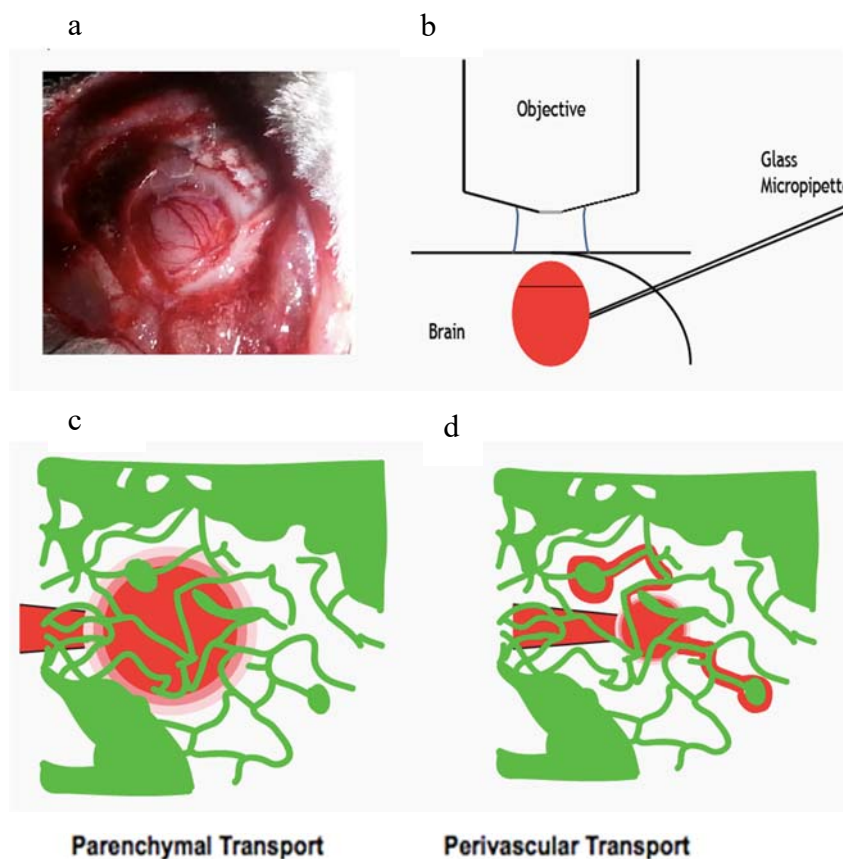 a
b
Objective
Glass
Micropipette
Brain
c
d
Parenchymal Transport
Perivascular Transport